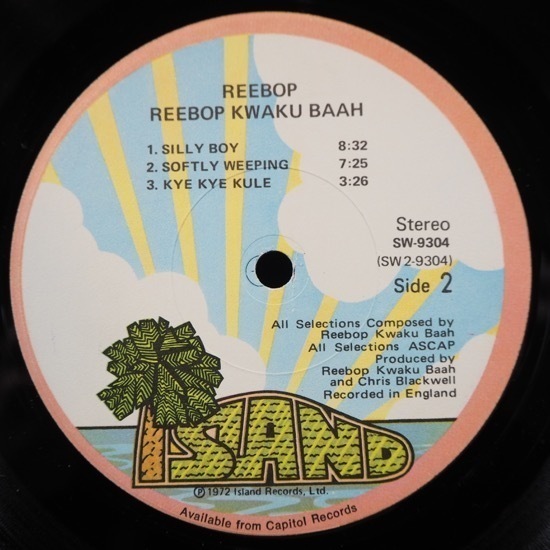 REEBOP
REEBOP KWAKU BAAH
1. SILLY BOY 8:32
2. SOFTLY WEEPING 7:25
3. KYE KYE KULE 3:26
Stereo
SW-9304
(SW 2-9304)
Side 2
All Selections Composed by
Reebop Kwaku Baah
All Selections ASCAP
Produced by
Reebop Kwaku Baah
and Chris Blackwell
Recorded in England
ISLAND
Ⓟ1972 Island Records, Ltd.
Available from Capitol Records